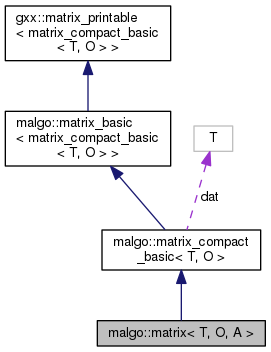 gxx::matrix_printable
< matrix_compact_basic
< T, O > >
malgo::matrix_basic
< matrix_compact_basic
< T, O > >
T
dat
malgo::matrix_compact
_basic< T, O >
malgo::matrix< T, O, A >